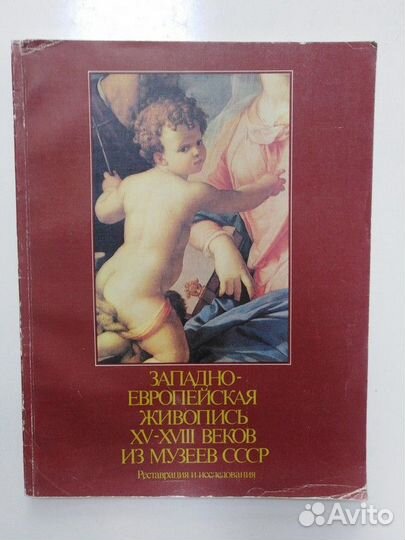 ЗАПАДНО-
ЕВРОПЕЙСКАЯ
ЖИВОПИСЬ
XV-XVIII ВЕКОВ
ИЗ МУЗЕЕВ СССР
Реставрация и исследования
Avito